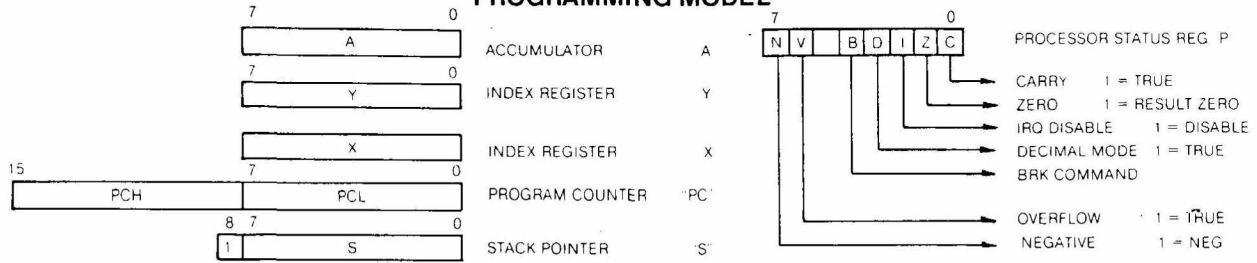 PROGRAMMING MODEL
7 0
A ACCUMULATOR A
7 0
Y INDEX REGISTER Y
X INDEX REGISTER X
15 7 0
PCH PCL PROGRAM COUNTER "PC"
8 7 0
1 S STACK POINTER "S"
7 0
N V B D I Z C PROCESSOR STATUS REG P
CARRY 1 = TRUE
ZERO 1 = RESULT ZERO
IRQ DISABLE 1 = DISABLE
DECIMAL MODE 1 = TRUE
BRK COMMAND
OVERFLOW 1 = TRUE
NEGATIVE 1 = NEG